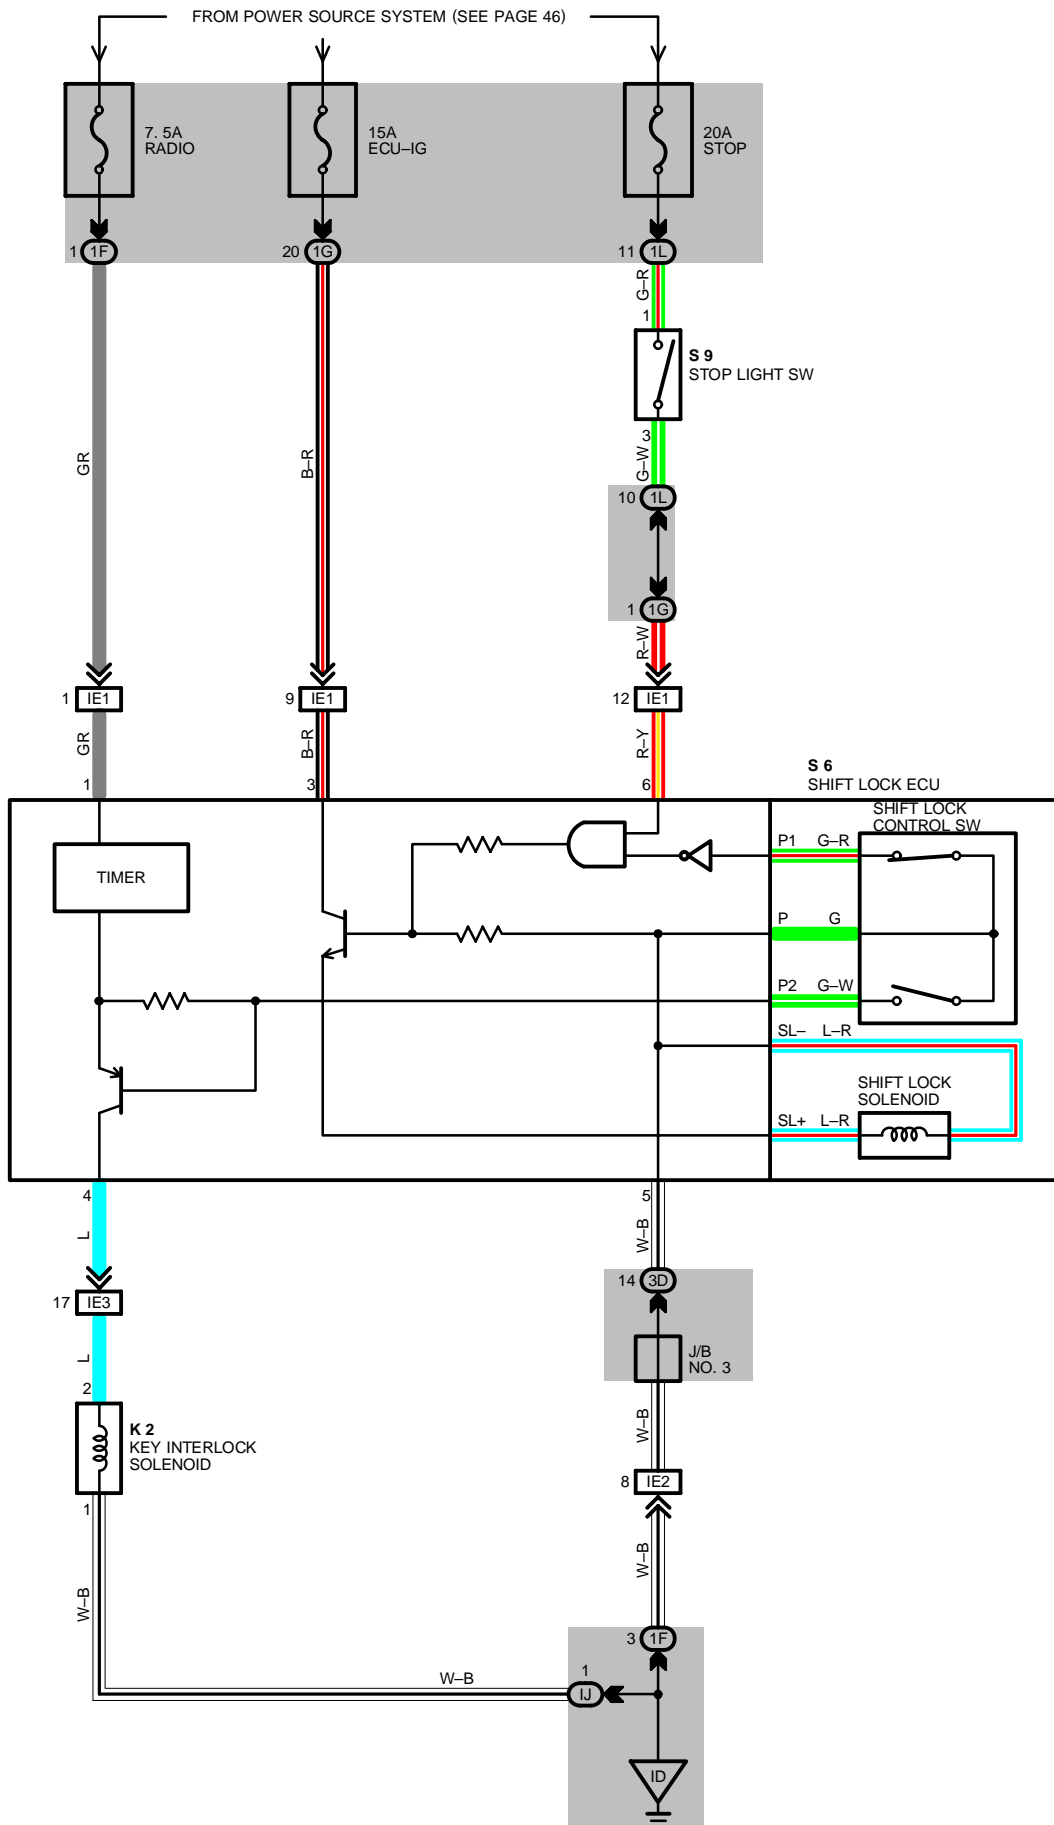 FROM POWER SOURCE SYSTEM (SEE PAGE 46)
7. 5A
RADIO
15A
ECU–IG
20A
STOP
1 1F
20 1G
11 1L
G–R
1
S 9
STOP LIGHT SW
3
G–W
GR
B–R
10 1L
1 1G
R–W
1 IE1
9 IE1
12 IE1
GR
B–R
R–Y
S 6
SHIFT LOCK ECU
1
3
6
SHIFT LOCK
CONTROL SW
P1 G–R
TIMER
P G
P2 G–W
SL– L–R
SHIFT LOCK
SOLENOID
SL+ L–R
4
5
L
W–B
14 3D
17 IE3
J/B
NO. 3
L
2
K 2
KEY INTERLOCK
SOLENOID
W–B
8 IE2
1
W–B
W–B
3 1F
W–B
1
IJ
ID